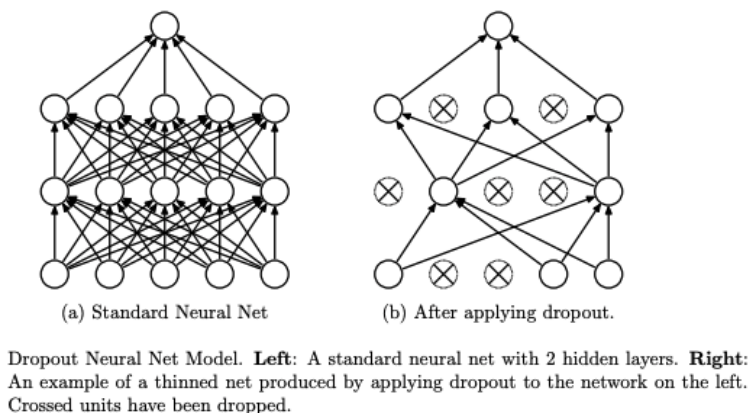 (a) Standard Neural Net
(b) After applying dropout.
Dropout Neural Net Model. Left: A standard neural net with 2 hidden layers. Right:
An example of a thinned net produced by applying dropout to the network on the left.
Crossed units have been dropped.